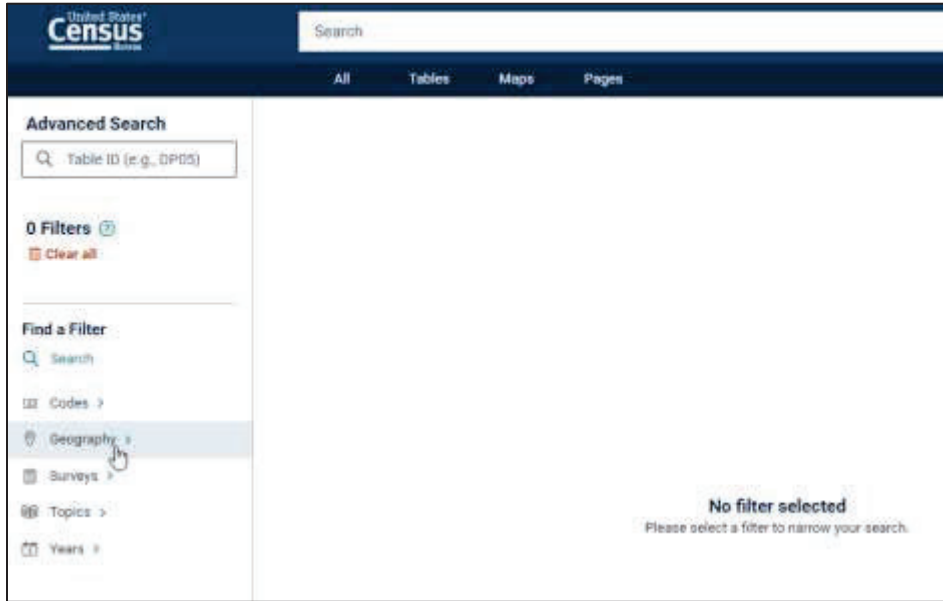 United States®
Census
Bureau
Search
All Tables Maps Pages
Advanced Search
Table ID (e.g., DP05)
0 Filters ?
Clear all
Find a Filter
Search
Codes >
Geography >
Surveys >
Topics >
Years >
No filter selected
Please select a filter to narrow your search.